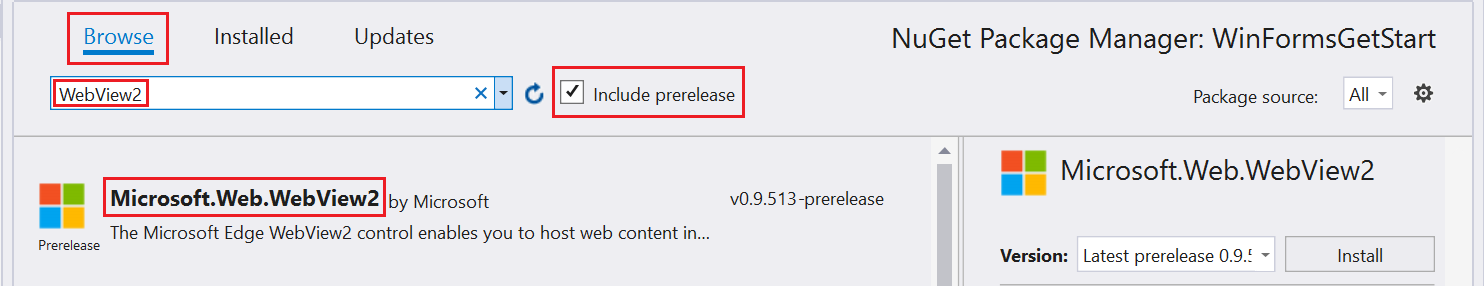 Browse Installed Updates NuGet Package Manager: WinFormsGetStart
WebView2 Include prerelease Package source: All
Microsoft.Web.WebView2 by Microsoft v0.9.513-prerelease Microsoft.Web.WebView2
Prerelease The Microsoft Edge WebView2 control enables you to host web content in...
Version: Latest prerelease 0.9.5 Install